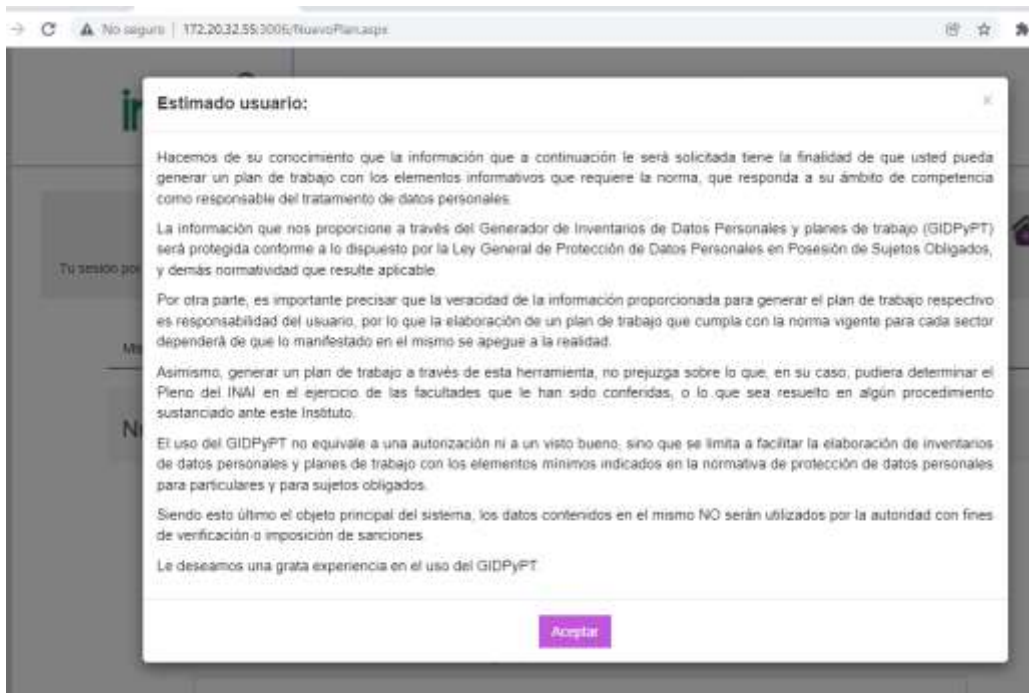 No seguro | 172.20.32.55:3006/NuevoPlan.aspx
Estimado usuario:
Hacemos de su conocimiento que la información que a continuación le será solicitada tiene la finalidad de que usted pueda
generar un plan de trabajo con los elementos informativos que requiere la norma, que responda a su ámbito de competencia
como responsable del tratamiento de datos personales.
La información que nos proporcione a través del Generador de Inventarios de Datos Personales y planes de trabajo (GIDPyPT)
será protegida conforme a lo dispuesto por la Ley General de Protección de Datos Personales en Posesión de Sujetos Obligados,
y demás normatividad que resulte aplicable.
Tu sesión por
Por otra parte, es importante precisar que la veracidad de la información proporcionada para generar el plan de trabajo respectivo
es responsabilidad del usuario, por lo que la elaboración de un plan de trabajo que cumpla con la norma vigente para cada sector
dependerá de que lo manifestado en el mismo se apegue a la realidad.
Asimismo, generar un plan de trabajo a través de esta herramienta, no prejuzga sobre lo que, en su caso, pudiera determinar el
Pleno del INAI en el ejercicio de las facultades que le han sido conferidas, o lo que sea resuelto en algún procedimiento
sustanciado ante este Instituto.
El uso del GIDPyPT no equivale a una autorización ni a un visto bueno, sino que se limita a facilitar la elaboración de inventarios
de datos personales y planes de trabajo con los elementos mínimos indicados en la normativa de protección de datos personales
para particulares y para sujetos obligados.
Siendo esto último el objeto principal del sistema, los datos contenidos en el mismo NO serán utilizados por la autoridad con fines
de verificación o imposición de sanciones.
Le deseamos una grata experiencia en el uso del GIDPyPT
Aceptar